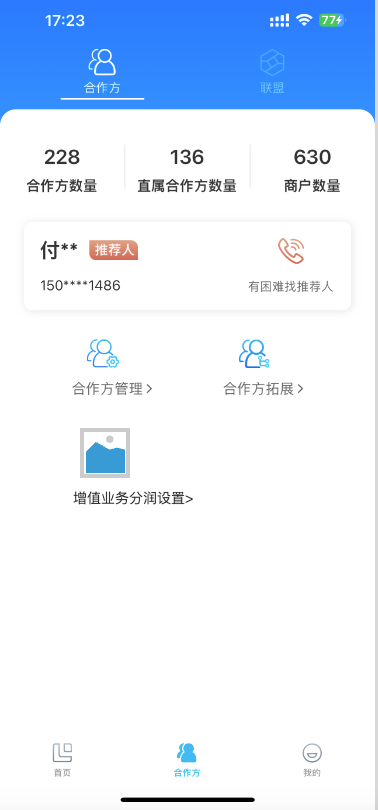 17:23
77
合作方
联盟
228
136
630
合作方数量
直属合作方数量
商户数量
付** 推荐人
150****1486
有困难找推荐人
合作方管理>
合作方拓展>
增值业务分润设置>
首页
合作方
我的